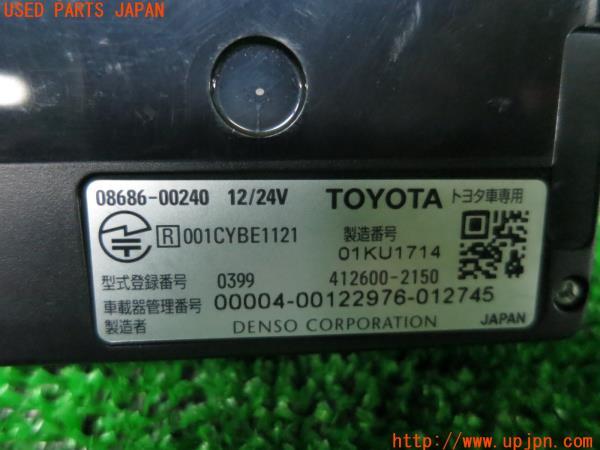 USED PARTS JAPAN
08686-00240 12/24V TOYOTA トヨタ車専用
R 001CYBE1121 製造番号
01KU1714
型式登録番号 0399 412600-2150
車載器管理番号 00004-00122976-012745
製造者 DENSO CORPORATION JAPAN
http://www.upjpn.com/